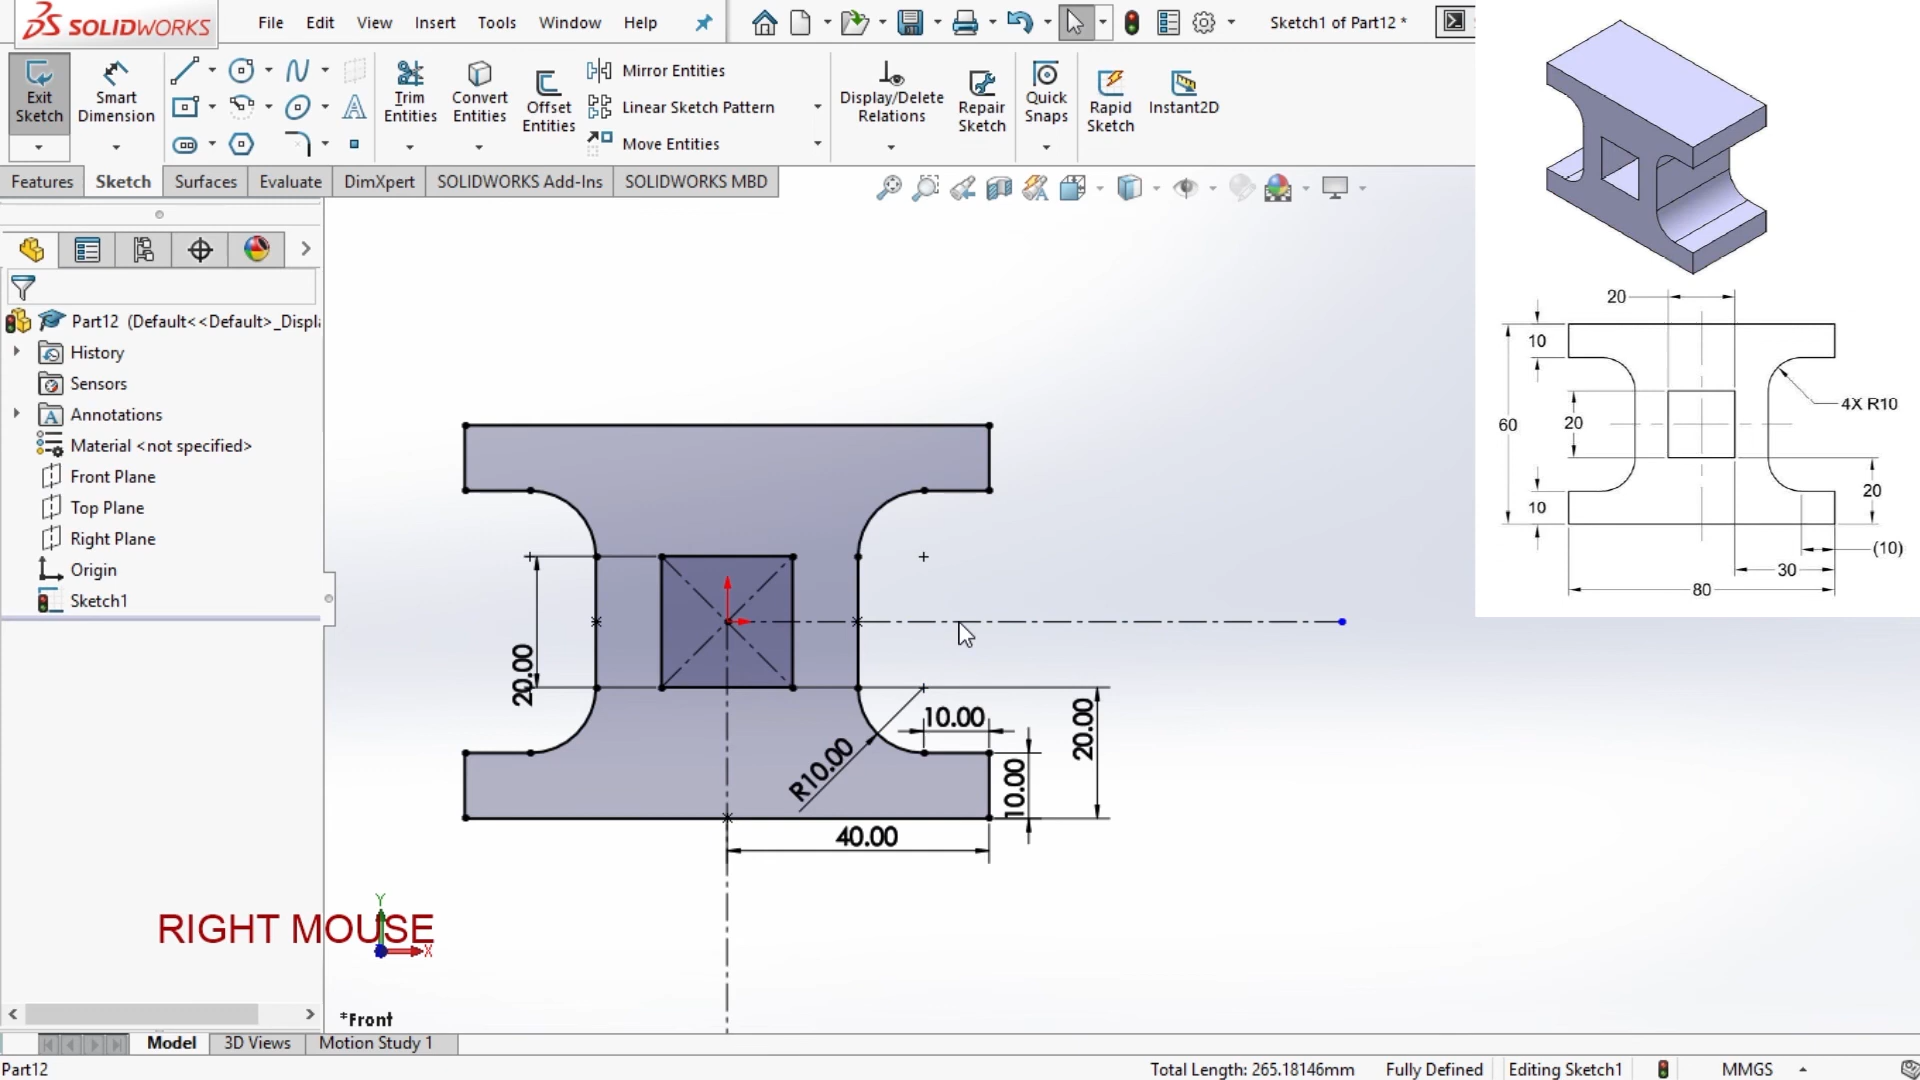 SOLIDWORKS
File Edit View Insert Tools Window Help
Sketch1 of Part12 *
Exit Sketch
Smart Dimension
Trim Entities
Convert Entities
Offset Entities
Mirror Entities
Linear Sketch Pattern
Move Entities
Display/Delete Relations
Repair Sketch
Quick Snaps
Rapid Sketch
Instant2D
Features Sketch Surfaces Evaluate DimXpert SOLIDWORKS Add-Ins SOLIDWORKS MBD
Part12 (Default<<Default>_Displ
History
Sensors
Annotations
Material <not specified>
Front Plane
Top Plane
Right Plane
Origin
Sketch1
20
10
4X R10
20
60
20
10
(10)
30
80
20.00
10.00
20.00
R10.00
10.00
40.00
RIGHT MOUSE
Y
X
*Front
Model 3D Views Motion Study 1
Part12
Total Length: 265.18146mm Fully Defined Editing Sketch1 MMGS